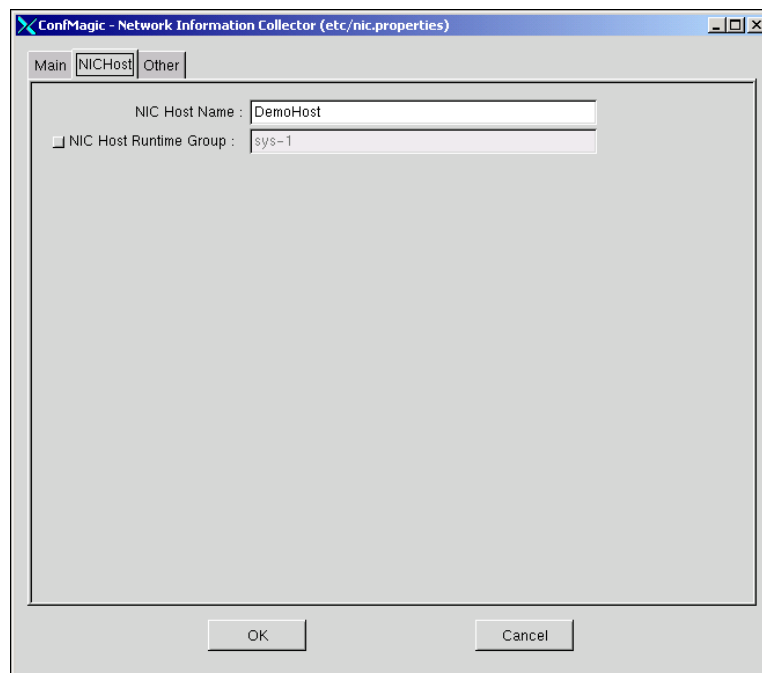 ConfMagic - Network Information Collector (etc/nic.properties)
Main NICHost Other
NIC Host Name : DemoHost
NIC Host Runtime Group : sys-1
OK Cancel